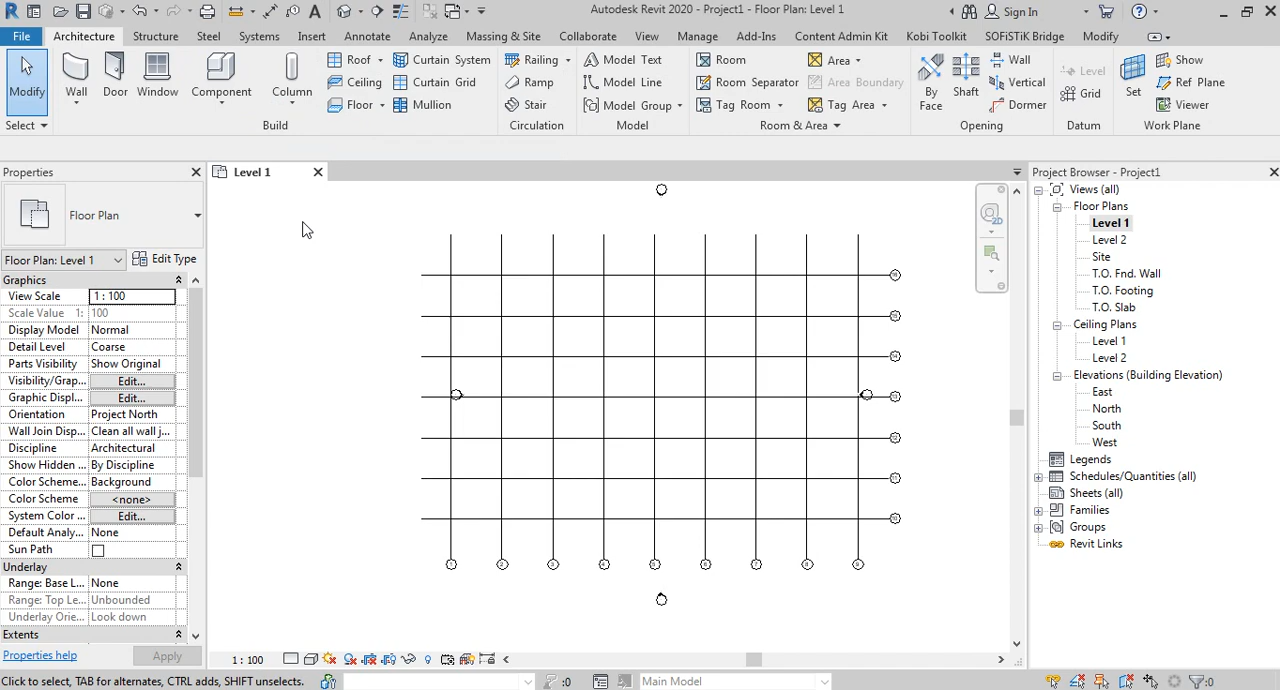 Autodesk Revit 2020 - Project1 - Floor Plan: Level 1
Sign In
File Architecture Structure Steel Systems Insert Annotate Analyze Massing & Site Collaborate View Manage Add-Ins Content Admin Kit Kobi Toolkit SOFiSTiK Bridge Modify
Modify
Wall
Door
Window
Component
Column
Roof
Ceiling
Floor
Curtain System
Curtain Grid
Mullion
Railing
Ramp
Stair
Model Text
Model Line
Model Group
Room
Room Separator
Tag Room
Area
Area Boundary
Tag Area
By Face
Shaft
Wall
Vertical
Dormer
Level
Grid
Set
Show
Ref Plane
Viewer
Select Build Circulation Model Room & Area Opening Datum Work Plane
Properties
Floor Plan
Floor Plan: Level 1 Edit Type
Graphics
View Scale 1 : 100
Scale Value 1: 100
Display Model Normal
Detail Level Coarse
Parts Visibility Show Original
Visibility/Grap... Edit...
Graphic Displ... Edit...
Orientation Project North
Wall Join Disp... Clean all wall j...
Discipline Architectural
Show Hidden ... By Discipline
Color Scheme... Background
Color Scheme <none>
System Color ... Edit...
Default Analy... None
Sun Path
Underlay
Range: Base L... None
Range: Top Le... Unbounded
Underlay Orie... Look down
Extents
Properties help Apply
Level 1
2D
1 : 100
Project Browser - Project1
Views (all)
Floor Plans
Level 1
Level 2
Site
T.O. Fnd. Wall
T.O. Footing
T.O. Slab
Ceiling Plans
Level 1
Level 2
Elevations (Building Elevation)
East
North
South
West
Legends
Schedules/Quantities (all)
Sheets (all)
Families
Groups
Revit Links
Click to select, TAB for alternates, CTRL adds, SHIFT unselects. :0 Main Model :0